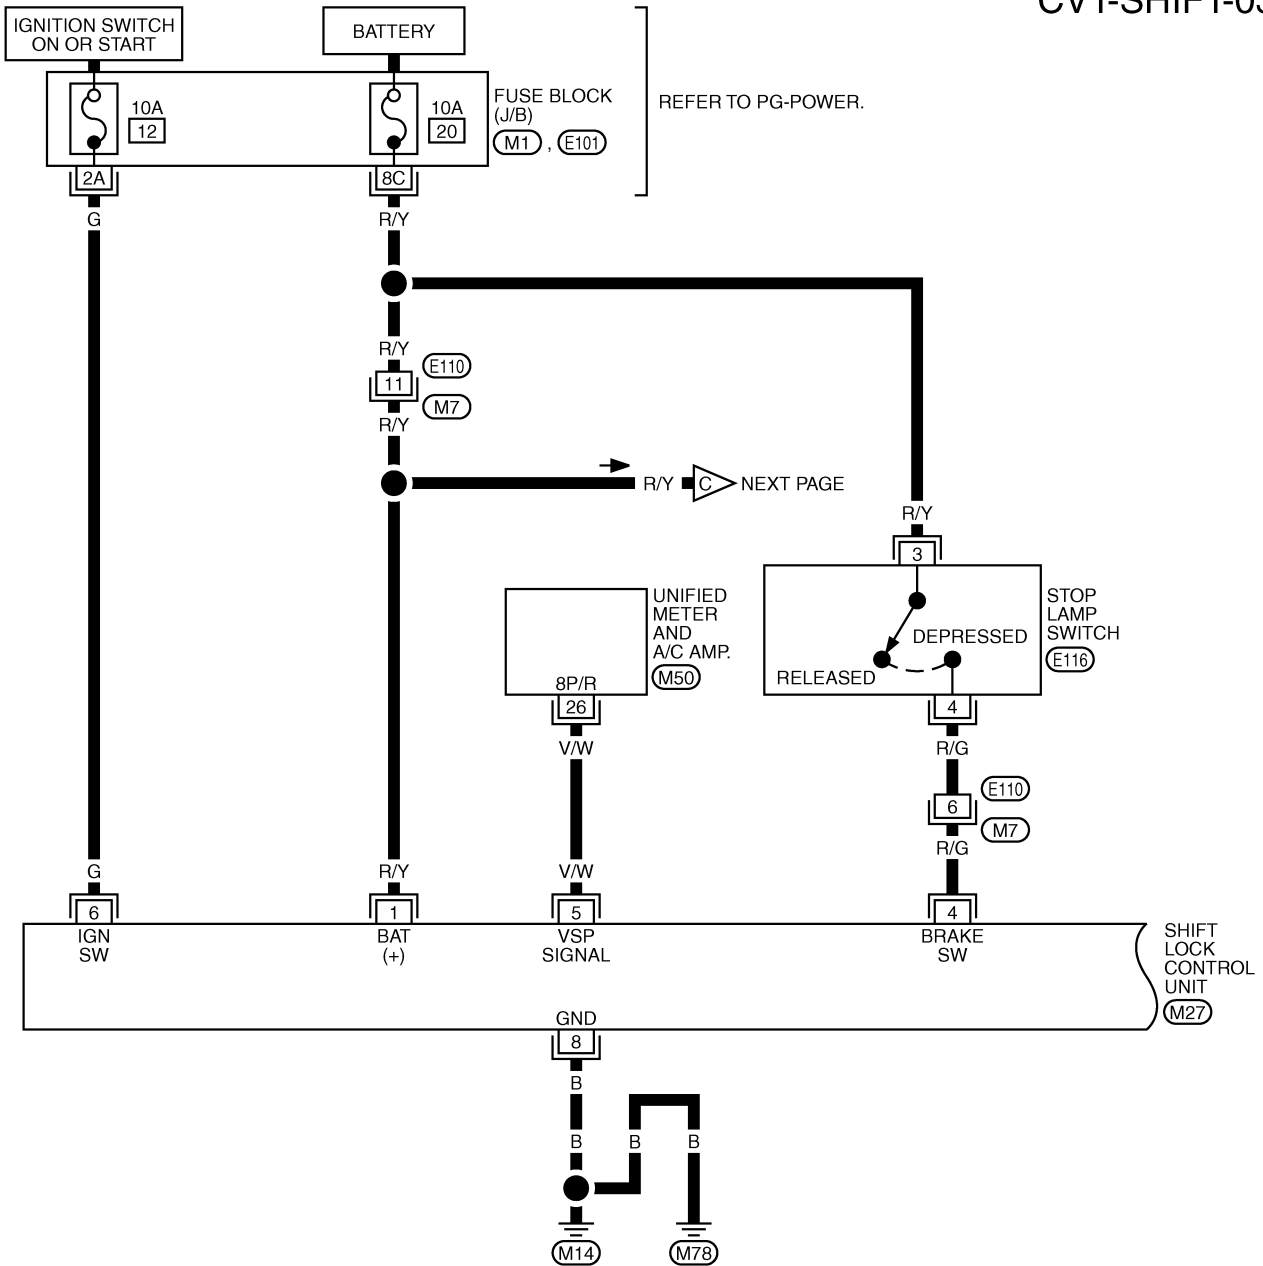 IGNITION SWITCH
ON OR START
BATTERY
10A
12
10A
20
FUSE BLOCK
(J/B)
M1 , E101
REFER TO PG-POWER.
2A
8C
G
R/Y
R/Y
E110
11
M7
R/Y
R/Y
C
NEXT PAGE
R/Y
3
STOP
LAMP
SWITCH
E116
DEPRESSED
RELEASED
4
UNIFIED
METER
AND
A/C AMP.
M50
8P/R
26
V/W
R/G
E110
6
M7
R/G
G
R/Y
V/W
6
1
5
4
IGN
SW
BAT
(+)
VSP
SIGNAL
BRAKE
SW
SHIFT
LOCK
CONTROL
UNIT
M27
GND
8
B
B
B
B
M14
M78